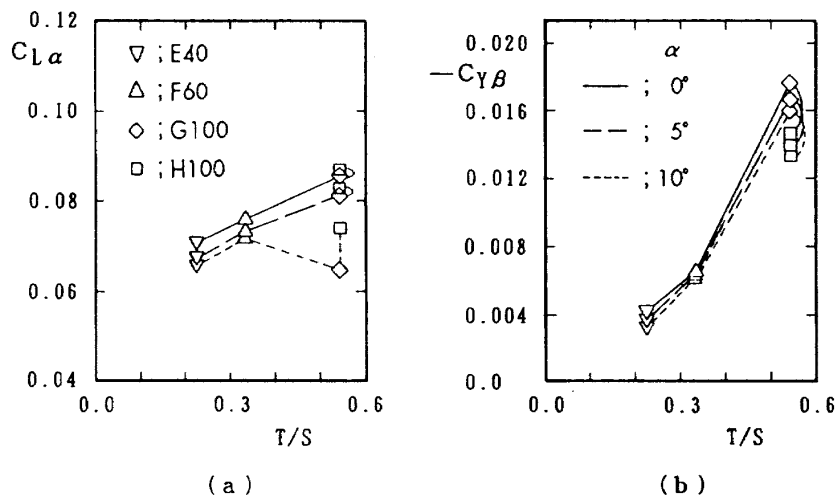 0.12
C Lα
0.10
0.08
0.06
0.04
▽ ; E40
△ ; F60
◇ ; G100
□ ; H100
0.0 0.3 0.6
T/S
(a)
0.020
—C Yβ
0.016
0.012
0.008
0.004
0.0
α
; 0°
; 5°
; 10°
0.0 0.3 0.6
T/S
(b)